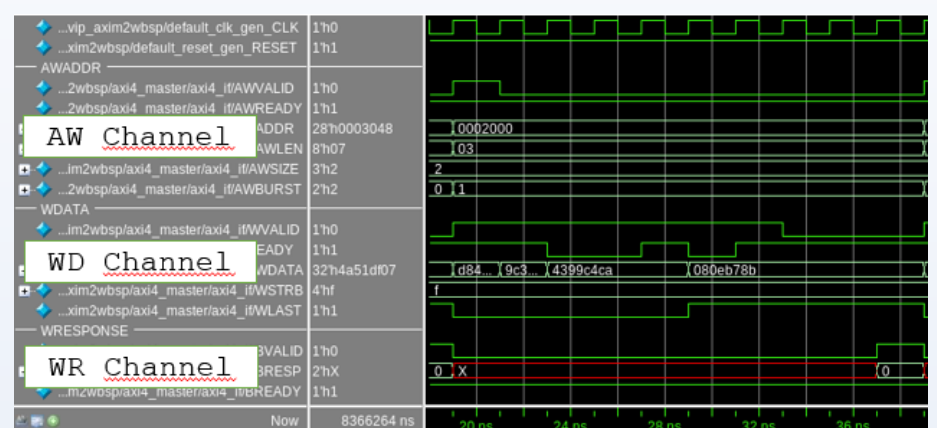 ...vip_axim2wbsp/default_clk_gen_CLK 1'h0
...xim2wbsp/default_reset_gen_RESET 1'h1
AWADDR
...2wbsp/axi4_master/axi4_if/AWVALID 1'h0
...2wbsp/axi4_master/axi4_if/AWREADY 1'h1
AW Channel
ADDR 28'h0003048 0002000
AWLEN 8'h07 03
...im2wbsp/axi4_master/axi4_if/AWSIZE 3'h2 2
...2wbsp/axi4_master/axi4_if/AWBURST 2'h2 0 1
WDATA
...im2wbsp/axi4_master/axi4_if/WVALID 1'h0
WD Channel
EADY 1'h1
WDATA 32'h4a51df07 d84... 9c3... 4399c4ca 080eb78b
...xim2wbsp/axi4_master/axi4_if/WSTRB 4'hf f
...xim2wbsp/axi4_master/axi4_if/WLAST 1'h1
WRESPONSE
WR Channel
BVALID 1'h0
BRESP 2'hX 0 X 0
...m2wbsp/axi4_master/axi4_if/BREADY 1'h1
Now 8366264 ns 20 ns 24 ns 28 ns 32 ns 36 ns